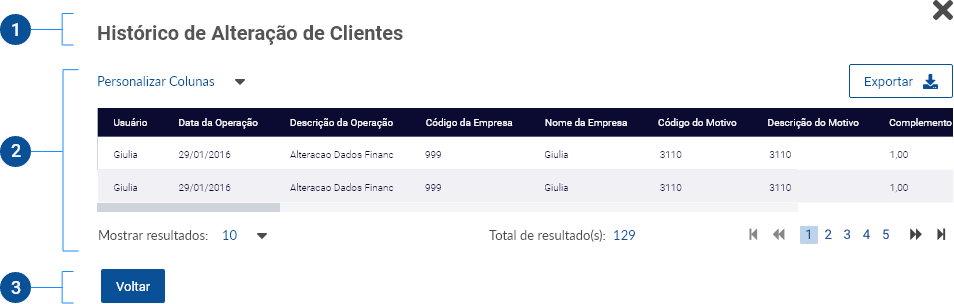 1
Histórico de Alteração de Clientes
Personalizar Colunas
Exportar
2
Usuário Data da Operação Descrição da Operação Código da Empresa Nome da Empresa Código do Motivo Descrição do Motivo Complemento
Giulia 29/01/2016 Alteracao Dados Financ 999 Giulia 3110 3110 1,00
Giulia 29/01/2016 Alteracao Dados Financ 999 Giulia 3110 3110 1,00
Mostrar resultados: 10 Total de resultado(s): 129 1 2 3 4 5
3
Voltar